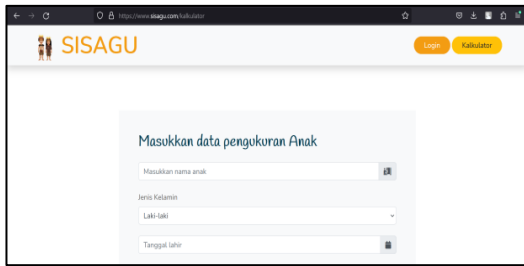 https://www.sisagu.com/kalkulator
SISAGU
Login
Kalkulator
Masukkan data pengukuran Anak
Masukkan nama anak
Jenis Kelamin
Laki-laki
Tanggal lahir